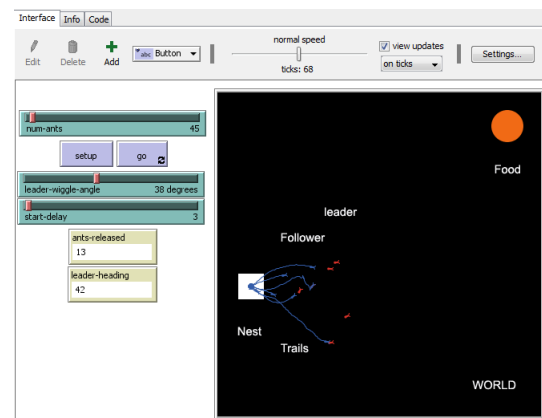 Interface Info Code
Edit Delete Add abc Button normal speed view updates Settings...
ticks: 68 on ticks
num-ants 45
setup go
leader-wiggle-angle 38 degrees
start-delay 3
ants-released
13
leader-heading
42
Food
leader
Follower
Nest
Trails
WORLD